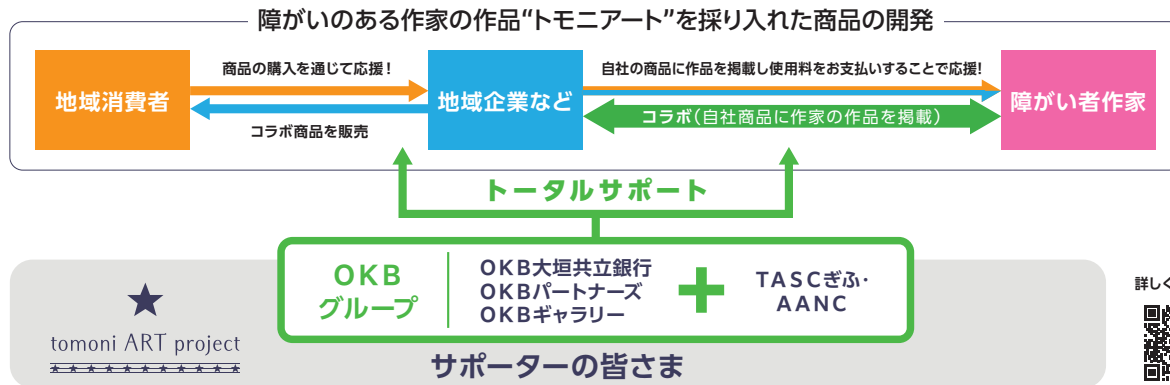 障がいのある作家の作品“トモニアート”を採り入れた商品の開発
地域消費者
商品の購入を通じて応援!
コラボ商品を販売
地域企業など
自社の商品に作品を掲載し使用料をお支払いすることで応援!
コラボ(自社商品に作家の作品を掲載)
障がい者作家
トータルサポート
OKB
グループ
OKB大垣共立銀行
OKBパートナーズ
OKBギャラリー
TASCぎふ・
AANC
tomoni ART project
サポーターの皆さま
詳しく